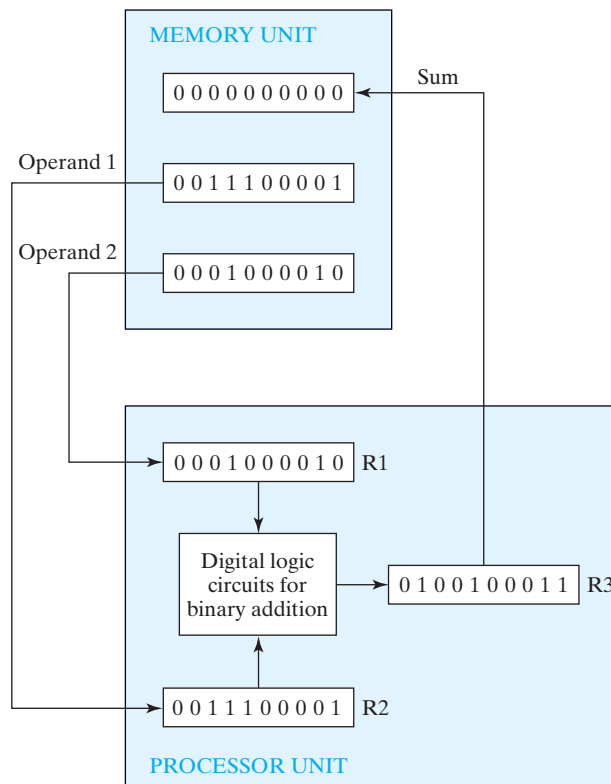 MEMORY UNIT
0 0 0 0 0 0 0 0 0 0
Sum
Operand 1
0 0 1 1 1 0 0 0 0 1
Operand 2
0 0 0 1 0 0 0 0 1 0
0 0 0 1 0 0 0 0 1 0
R1
Digital logic
circuits for
binary addition
0 1 0 0 1 0 0 0 1 1
R3
0 0 1 1 1 0 0 0 0 1
R2
PROCESSOR UNIT